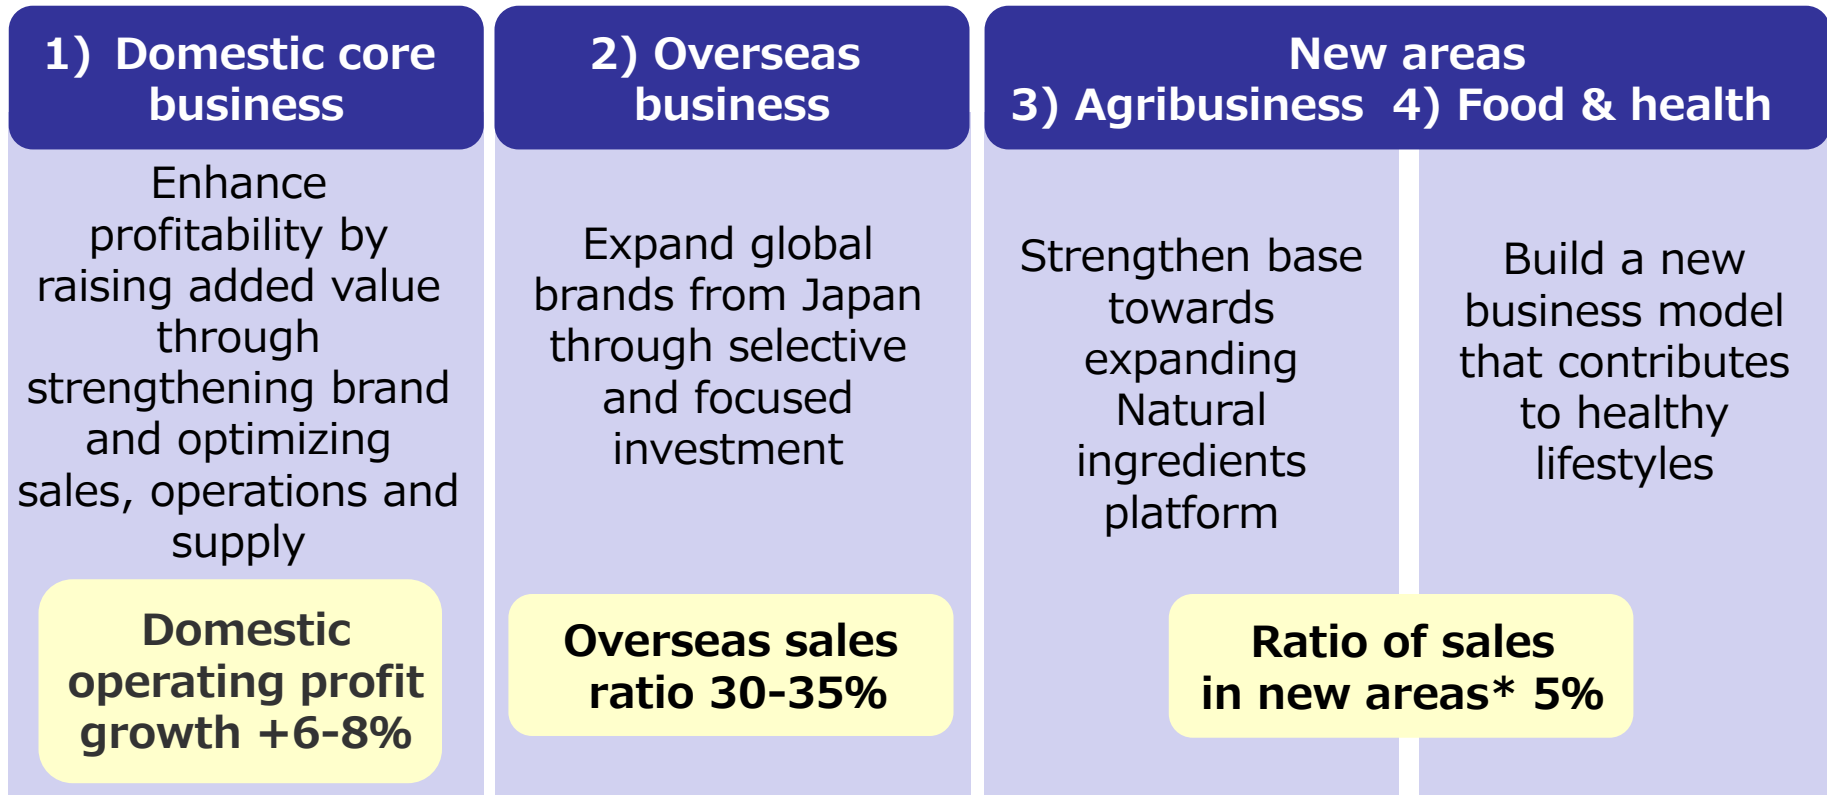 1) Domestic core
business
Enhance
profitability by
raising added value
through
strengthening brand
and optimizing
sales, operations and
supply
Domestic
operating profit
growth +6-8%
2) Overseas
business
Expand global
brands from Japan
through selective
and focused
investment
Overseas sales
ratio 30-35%
New areas
3) Agribusiness 4) Food & health
Strengthen base
towards
expanding
Natural
ingredients
platform
Build a new
business model
that contributes
to healthy
lifestyles
Ratio of sales
in new areas* 5%